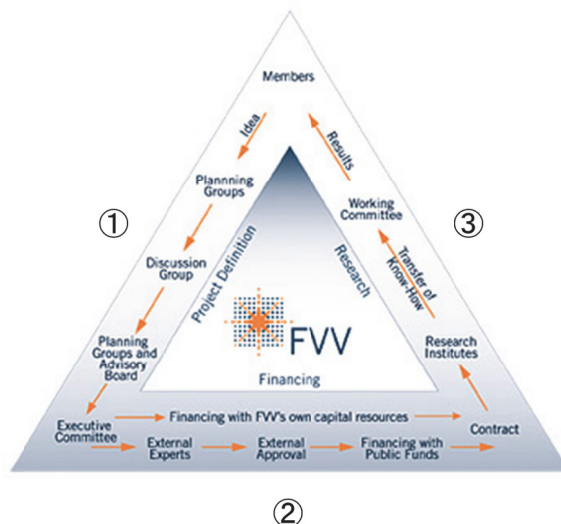 Members
Idea
Plannning
Groups
Discussion
Group
Planning
Groups and
Advisory
Board
Executive
Committee
①
Project Definition
Financing with FVV's own capital resources
External
Experts
External
Approval
Financing with
Public Funds
Contract
②
Financing
Research
Institutes
Transfer of
Know-How
Working
Committee
Results
③
Research
FVV